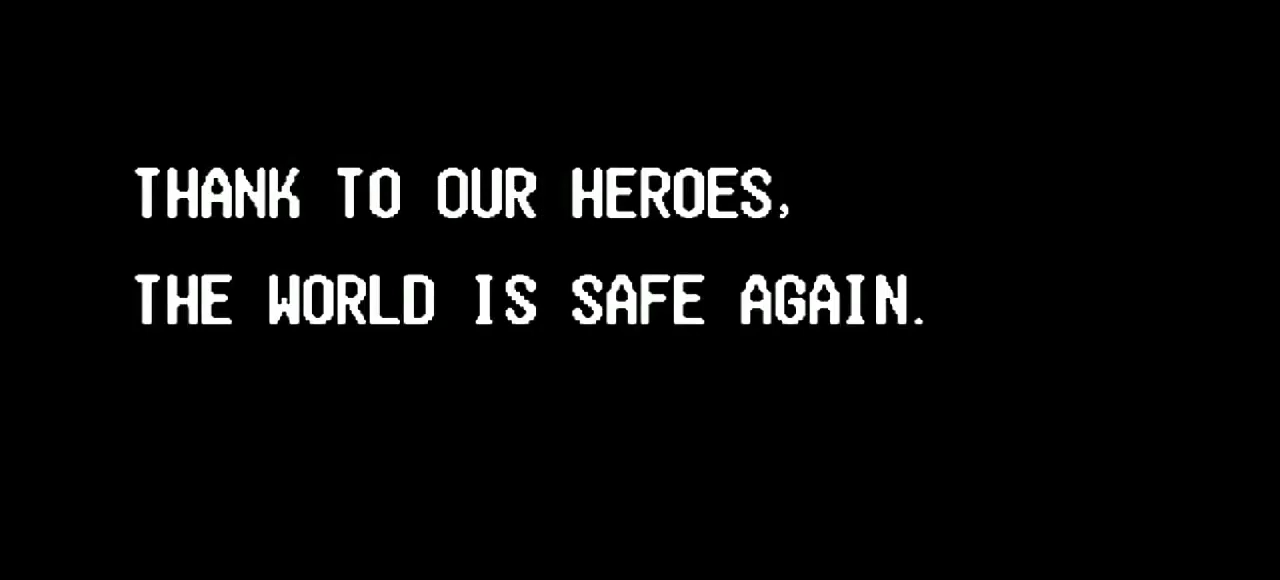 THANK TO OUR HEROES,
THE WORLD IS SAFE AGAIN.